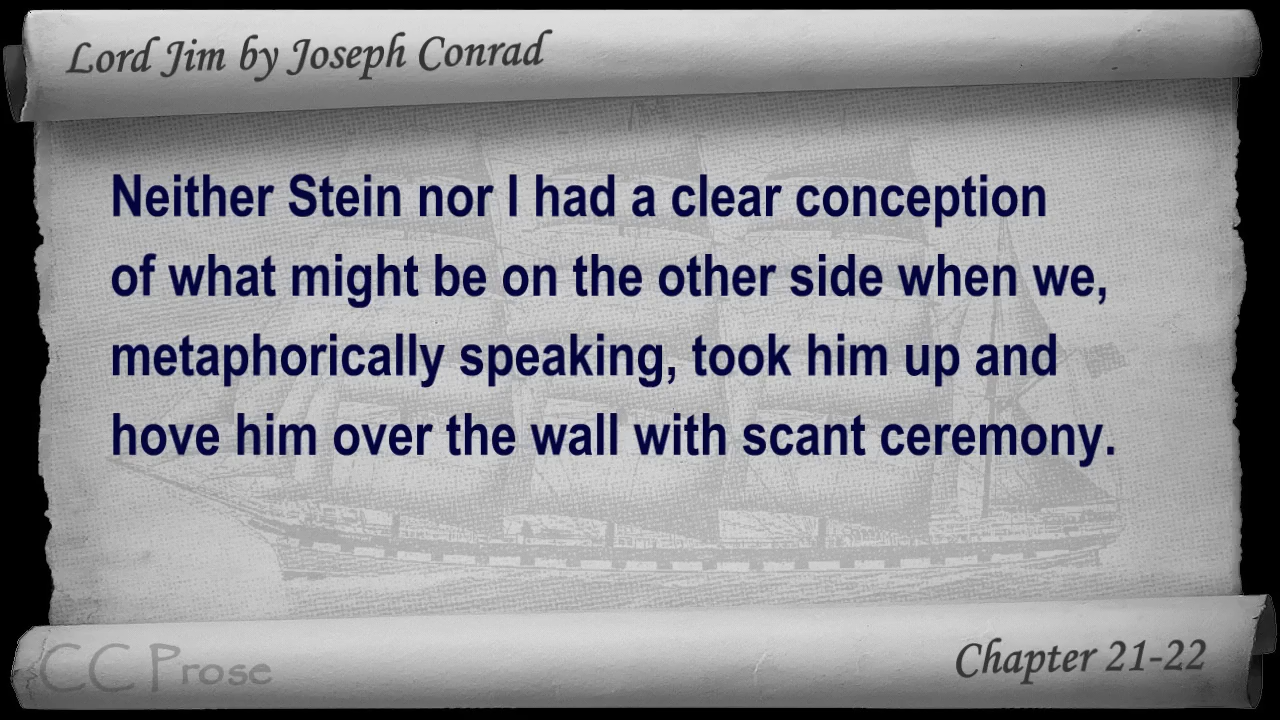 Lord Jim by Joseph Conrad
Neither Stein nor I had a clear conception
of what might be on the other side when we,
metaphorically speaking, took him up and
hove him over the wall with scant ceremony.
CC Prose
Chapter 21-22